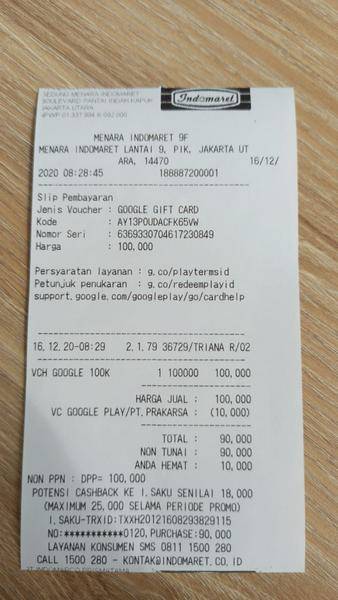 GEDUNG MENARA INDOMARET
BOULEVARD PANTAI INDAH KAPUK
JAKARTA UTARA
NPWP 01.337.994.6-092.000
Indomaret
MENARA INDOMARET 9F
MENARA INDOMARET LANTAI 9, PIK, JAKARTA UT
ARA, 14470 16/12/
2020 08:28:45 188887200001
Slip Pembayaran
Jenis Voucher : GOOGLE GIFT CARD
Kode : AY13POUDACFK65VW
Nomor Seri : 6369330704617230849
Harga : 100,000
Persyaratan layanan : g.co/playtermsid
Petunjuk penukaran : g.co/redeemplayid
support.google.com/googleplay/go/cardhelp
16.12.20-08:29 2.1.79 36729/TRIANA R/02
VCH GOOGLE 100K 1 100000 100,000
HARGA JUAL : 100,000
VC GOOGLE PLAY/PT.PRAKARSA : (10,000)
TOTAL : 90,000
NON TUNAI : 90,000
ANDA HEMAT : 10,000
NON PPN : DPP= 100,000
POTENSI CASHBACK KE I.SAKU SENILAI 18,000
(MAXIMUM 25,000 SELAMA PERIODE PROMO)
I.SAKU-TRXID:TXXH20121608293829115
NO:***********0120,PURCHASE:90,000
LAYANAN KONSUMEN SMS 0811 1500 280
CALL 1500 280 - KONTAK@INDOMARET.CO.ID